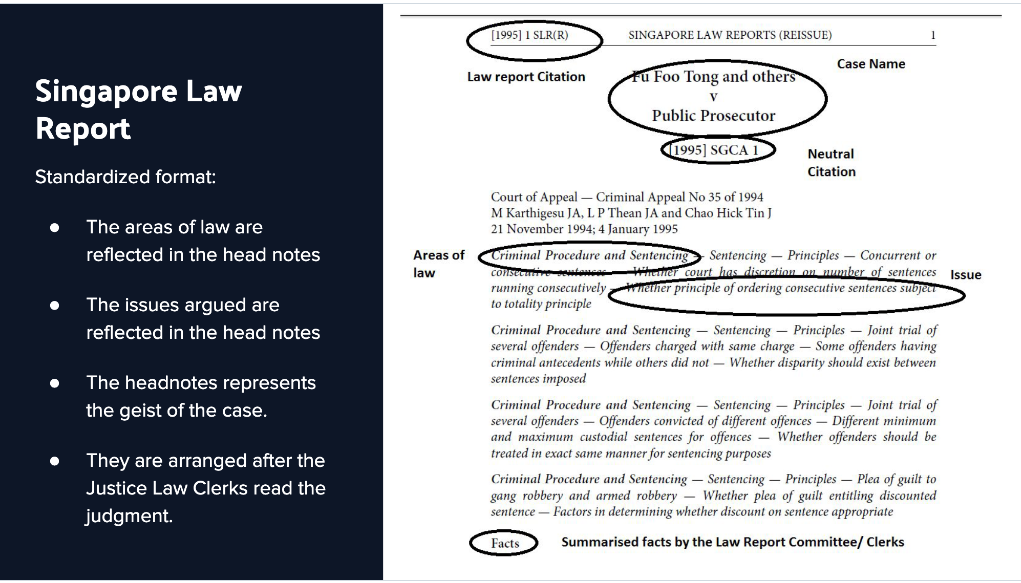 Singapore Law
Report
Standardized format:
● The areas of law are
reflected in the head notes
● The issues argued are
reflected in the head notes
● The headnotes represents
the geist of the case.
● They are arranged after the
Justice Law Clerks read the
judgment.
[1995] 1 SLR(R) SINGAPORE LAW REPORTS (REISSUE) 1
Law report Citation
Case Name
Fu Foo Tong and others
v
Public Prosecutor
[1995] SGCA 1
Neutral
Citation
Court of Appeal — Criminal Appeal No 35 of 1994
M Karthigesu JA, L P Thean JA and Chao Hick Tin J
21 November 1994; 4 January 1995
Areas of
law
Criminal Procedure and Sentencing — Sentencing — Principles — Concurrent or
consecutive sentences — Whether court has discretion on number of sentences
running consecutively — Whether principle of ordering consecutive sentences subject
to totality principle
Issue
Criminal Procedure and Sentencing — Sentencing — Principles — Joint trial of
several offenders — Offenders charged with same charge — Some offenders having
criminal antecedents while others did not — Whether disparity should exist between
sentences imposed
Criminal Procedure and Sentencing — Sentencing — Principles — Joint trial of
several offenders — Offenders convicted of different offences — Different minimum
and maximum custodial sentences for offences — Whether offenders should be
treated in exact same manner for sentencing purposes
Criminal Procedure and Sentencing — Sentencing — Principles — Plea of guilt to
gang robbery and armed robbery — Whether plea of guilt entitling discounted
sentence — Factors in determining whether discount on sentence appropriate
Facts
Summarised facts by the Law Report Committee/ Clerks